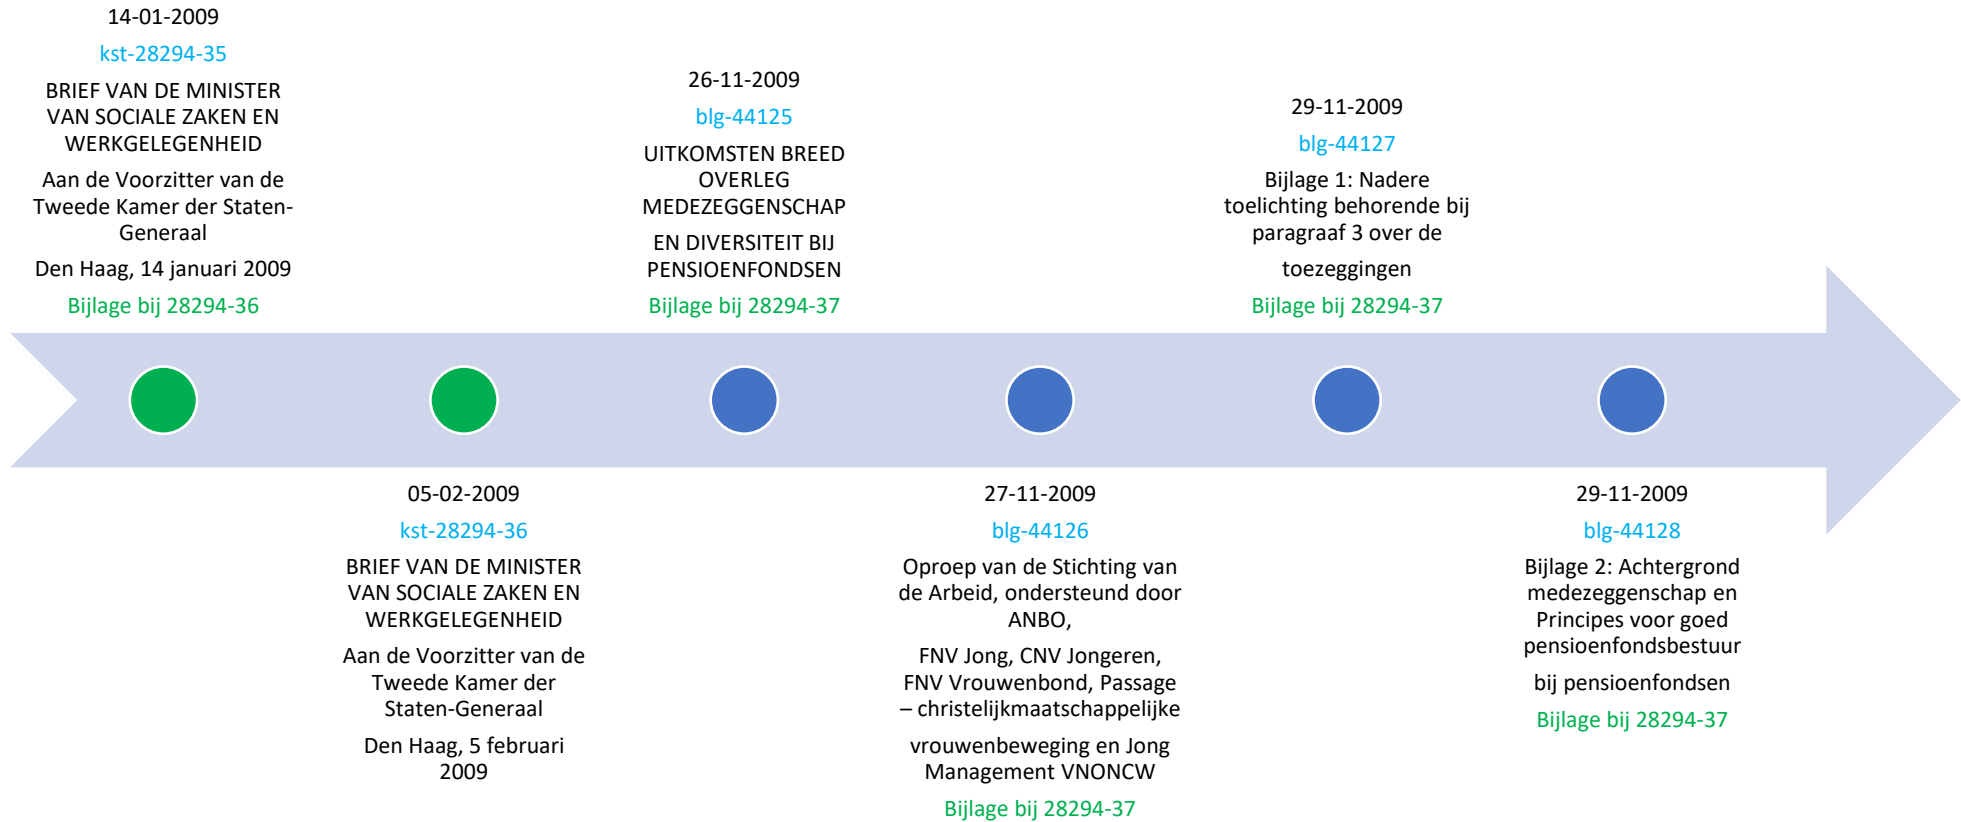 14-01-2009
kst-28294-35
BRIEF VAN DE MINISTER
VAN SOCIALE ZAKEN EN
WERKGELEGENHEID
Aan de Voorzitter van de
Tweede Kamer der Staten-
Generaal
Den Haag, 14 januari 2009
Bijlage bij 28294-36
05-02-2009
kst-28294-36
BRIEF VAN DE MINISTER
VAN SOCIALE ZAKEN EN
WERKGELEGENHEID
Aan de Voorzitter van de
Tweede Kamer der
Staten-Generaal
Den Haag, 5 februari
2009
26-11-2009
blg-44125
UITKOMSTEN BREED
OVERLEG
MEDEZEGGENSCHAP
EN DIVERSITEIT BIJ
PENSIOENFONDSEN
Bijlage bij 28294-37
27-11-2009
blg-44126
Oproep van de Stichting van
de Arbeid, ondersteund door
ANBO,
FNV Jong, CNV Jongeren,
FNV Vrouwenbond, Passage
– christelijkmaatschappelijke
vrouwenbeweging en Jong
Management VNONCW
Bijlage bij 28294-37
29-11-2009
blg-44127
Bijlage 1: Nadere
toelichting behorende bij
paragraaf 3 over de
toezeggingen
Bijlage bij 28294-37
29-11-2009
blg-44128
Bijlage 2: Achtergrond
medezeggenschap en
Principes voor goed
pensioenfondsbestuur
bij pensioenfondsen
Bijlage bij 28294-37